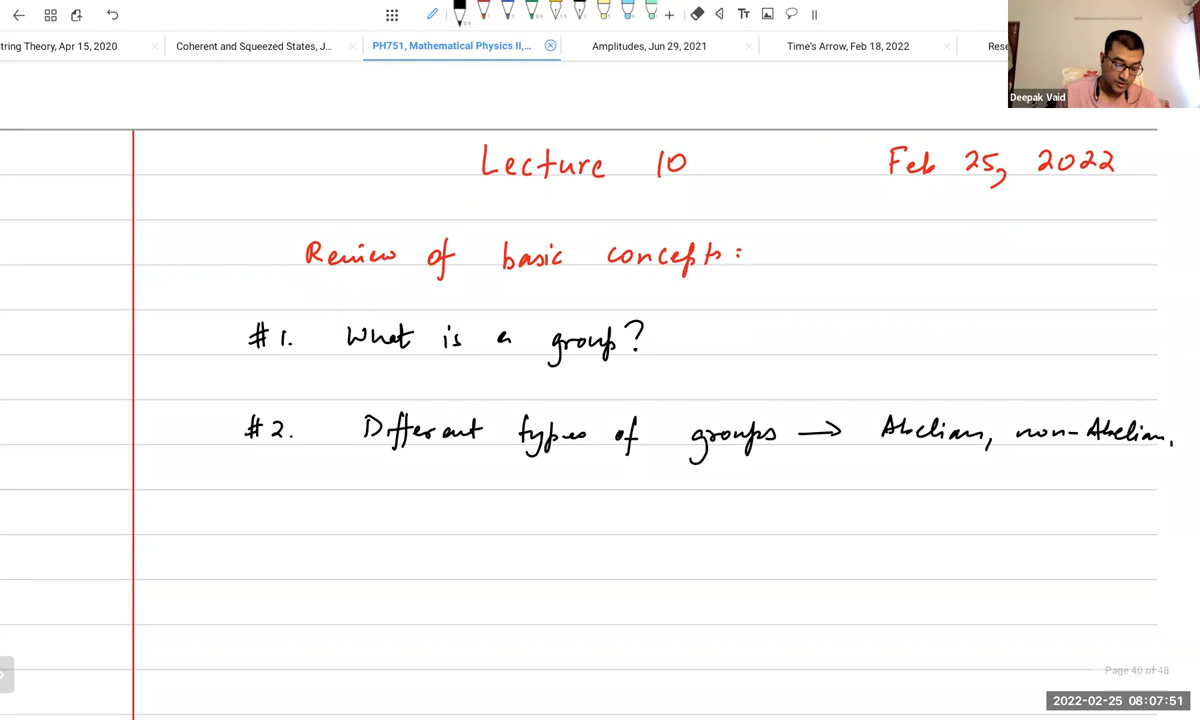 tring Theory, Apr 15, 2020
Coherent and Squeezed States, J...
PH751, Mathematical Physics II,...
Amplitudes, Jun 29, 2021
Time's Arrow, Feb 18, 2022
Rese
Deepak Vaid
Lecture 10 Feb 25, 2022
Review of basic concepts:
#1. What is a group?
#2. Different types of groups → Abelian, non-Abelian,
Page 40 of 48
2022-02-25 08:07:51